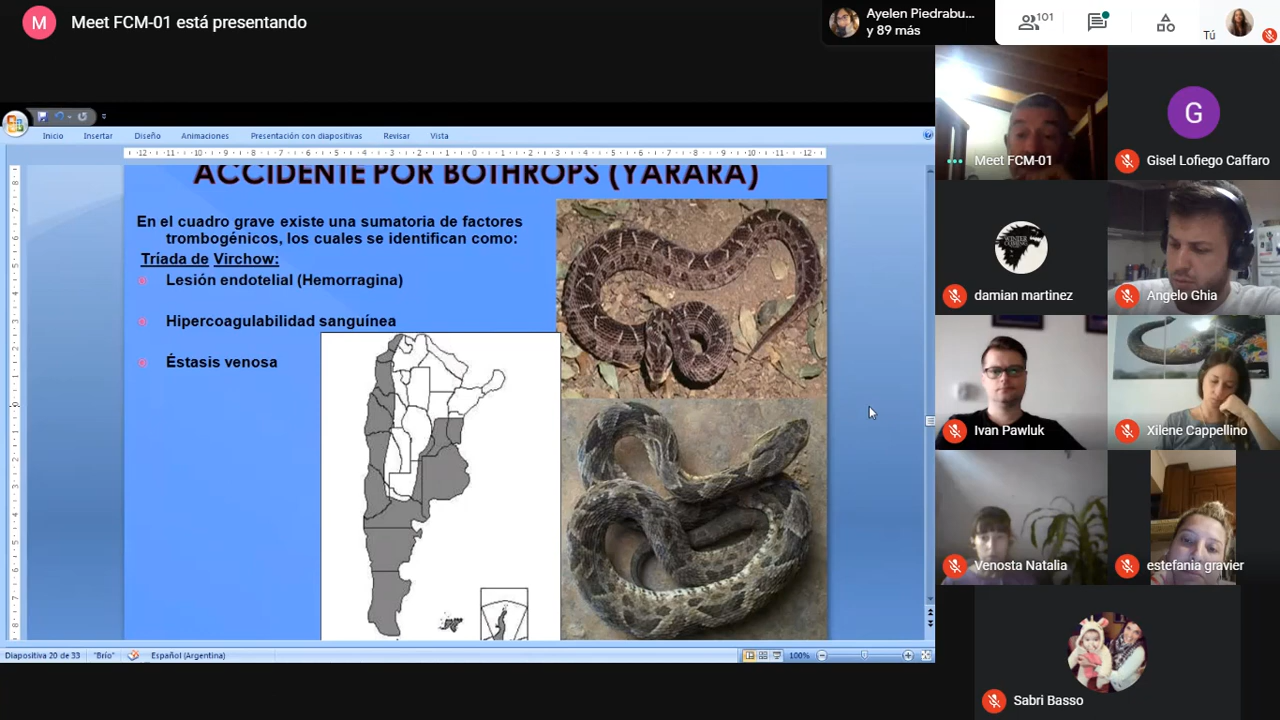 M
Meet FCM-01 está presentando
Ayelen Piedrabu...
y 89 más
101
Tú
Inicio
Insertar
Diseño
Animaciones
Presentación con diapositivas
Revisar
Vista
ACCIDENTE POR BOTHROPS (YARARA)
En el cuadro grave existe una sumatoria de factores
trombogénicos, los cuales se identifican como:
Tríada de Virchow:
Lesión endotelial (Hemorragina)
Hipercoagulabilidad sanguínea
Éstasis venosa
Diapositiva 20 de 33
"Brío"
Español (Argentina)
100%
Meet FCM-01
G
Gisel Lofiego Caffaro
WINTER
damian martinez
Angelo Ghia
Ivan Pawluk
Xilene Cappellino
Venosta Natalia
estefania gravier
Sabri Basso